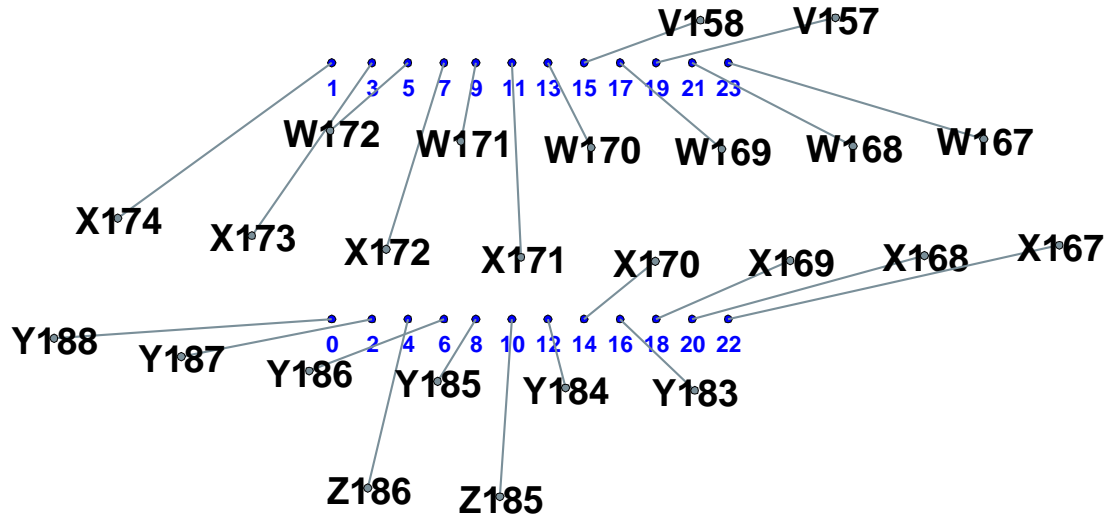 V158 V157
1 3 5 7 9 11 13 15 17 19 21 23
W172 W171 W170 W169 W168 W167
X174 X173 X172 X171 X170 X169 X168 X167
0 2 4 6 8 10 12 14 16 18 20 22
Y188 Y187 Y186 Y185 Y184 Y183
Z186 Z185